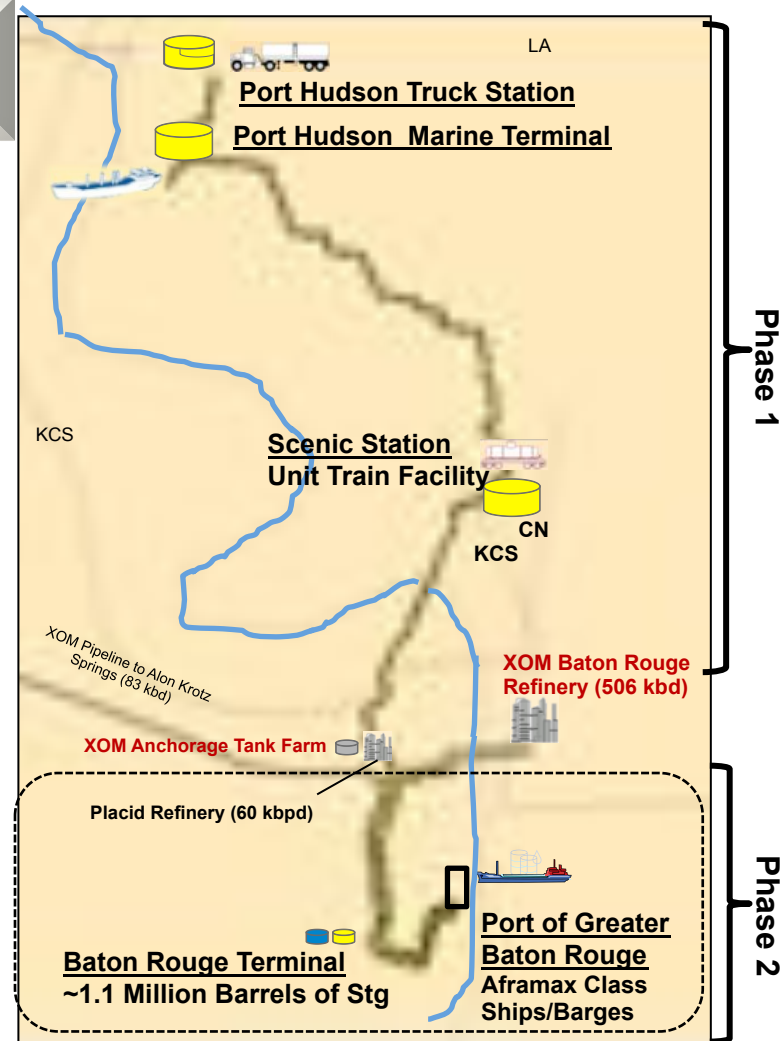 LA
Port Hudson Truck Station
Port Hudson  Marine Terminal
Phase 1
KCS
Scenic Station
Unit Train Facility
CN
KCS
XOM Pipeline to Alon Krotz
Springs (83 kbd)
XOM Baton Rouge
Refinery (506 kbd)
XOM Anchorage Tank Farm
Placid Refinery (60 kbpd)
Phase 2
Baton Rouge Terminal
~1.1 Million Barrels of Stg
Port of Greater
Baton Rouge
Aframax Class
Ships/Barges